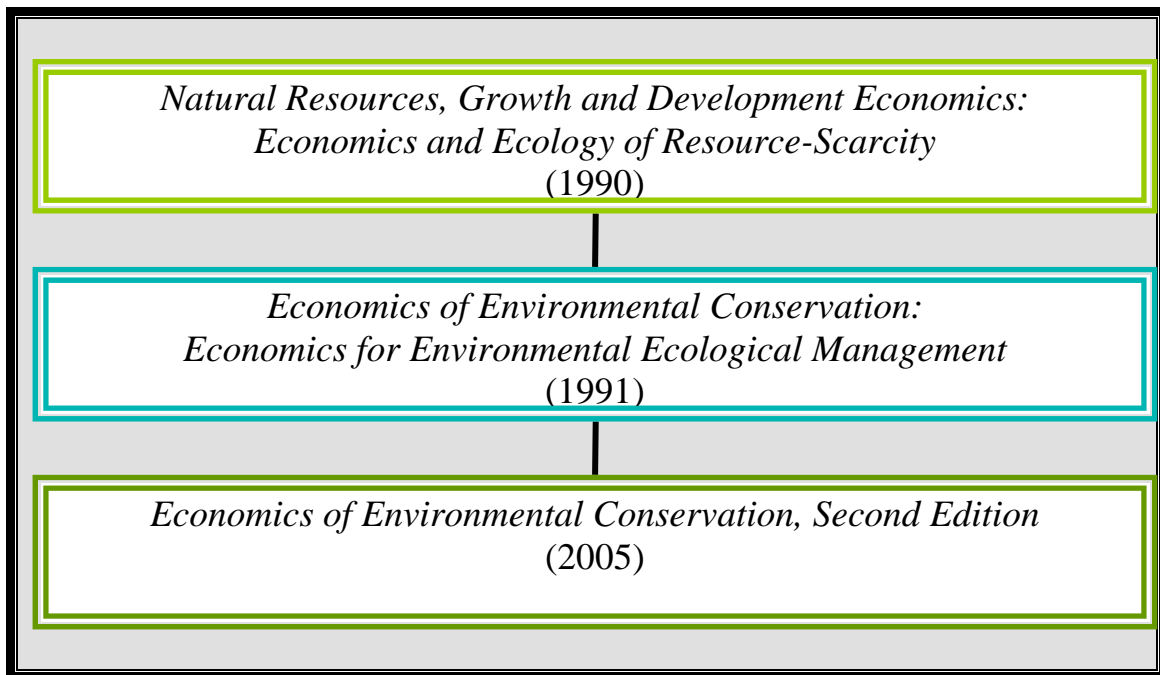 Natural Resources, Growth and Development Economics:
Economics and Ecology of Resource-Scarcity
(1990)
Economics of Environmental Conservation:
Economics for Environmental Ecological Management
(1991)
Economics of Environmental Conservation, Second Edition
(2005)